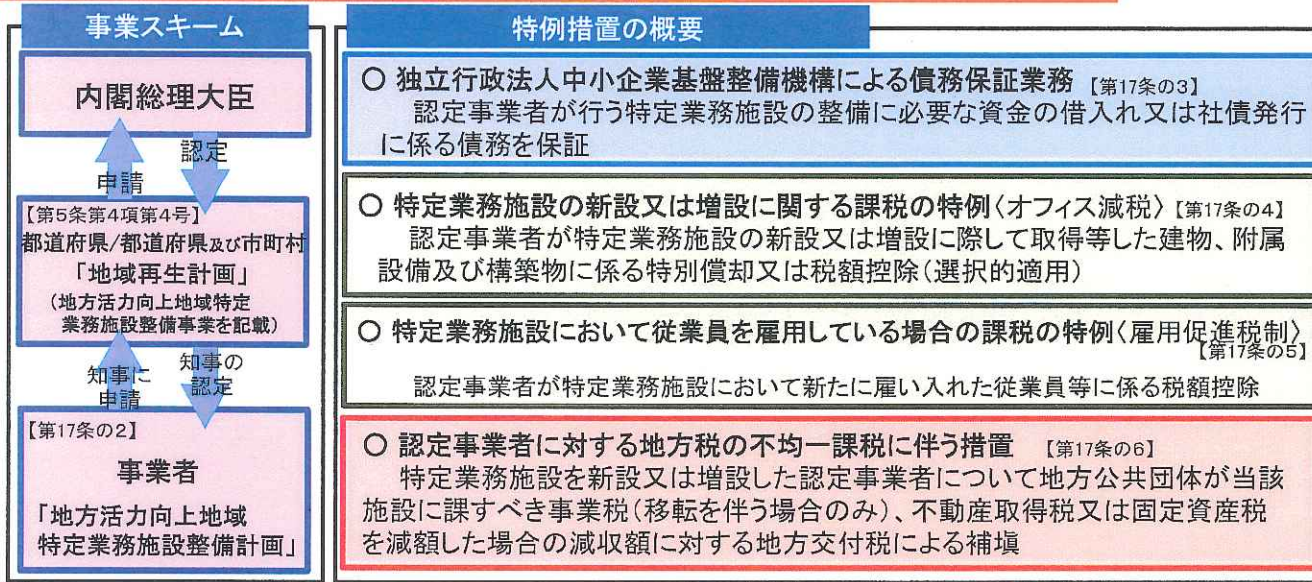 事業スキーム
内閣総理大臣
認定
申請
【第5条第4項第4号】
都道府県/都道府県及び市町村
「地域再生計画」
(地方活力向上地域特定
業務施設整備事業を記載)
知事に
申請
知事の
認定
【第17条の2】
事業者
「地方活力向上地域
特定業務施設整備計画」
特例措置の概要
○ 独立行政法人中小企業基盤整備機構による債務保証業務 【第17条の3】
認定事業者が行う特定業務施設の整備に必要な資金の借入れ又は社債発行
に係る債務を保証
○ 特定業務施設の新設又は増設に関する課税の特例〈オフィス減税〉【第17条の4】
認定事業者が特定業務施設の新設又は増設に際して取得等した建物、附属
設備及び構築物に係る特別償却又は税額控除(選択的適用)
○ 特定業務施設において従業員を雇用している場合の課税の特例〈雇用促進税制〉
【第17条の5】
認定事業者が特定業務施設において新たに雇い入れた従業員等に係る税額控除
○ 認定事業者に対する地方税の不均一課税に伴う措置 【第17条の6】
特定業務施設を新設又は増設した認定事業者について地方公共団体が当該
施設に課すべき事業税(移転を伴う場合のみ)、不動産取得税又は固定資産税
を減額した場合の減収額に対する地方交付税による補塡